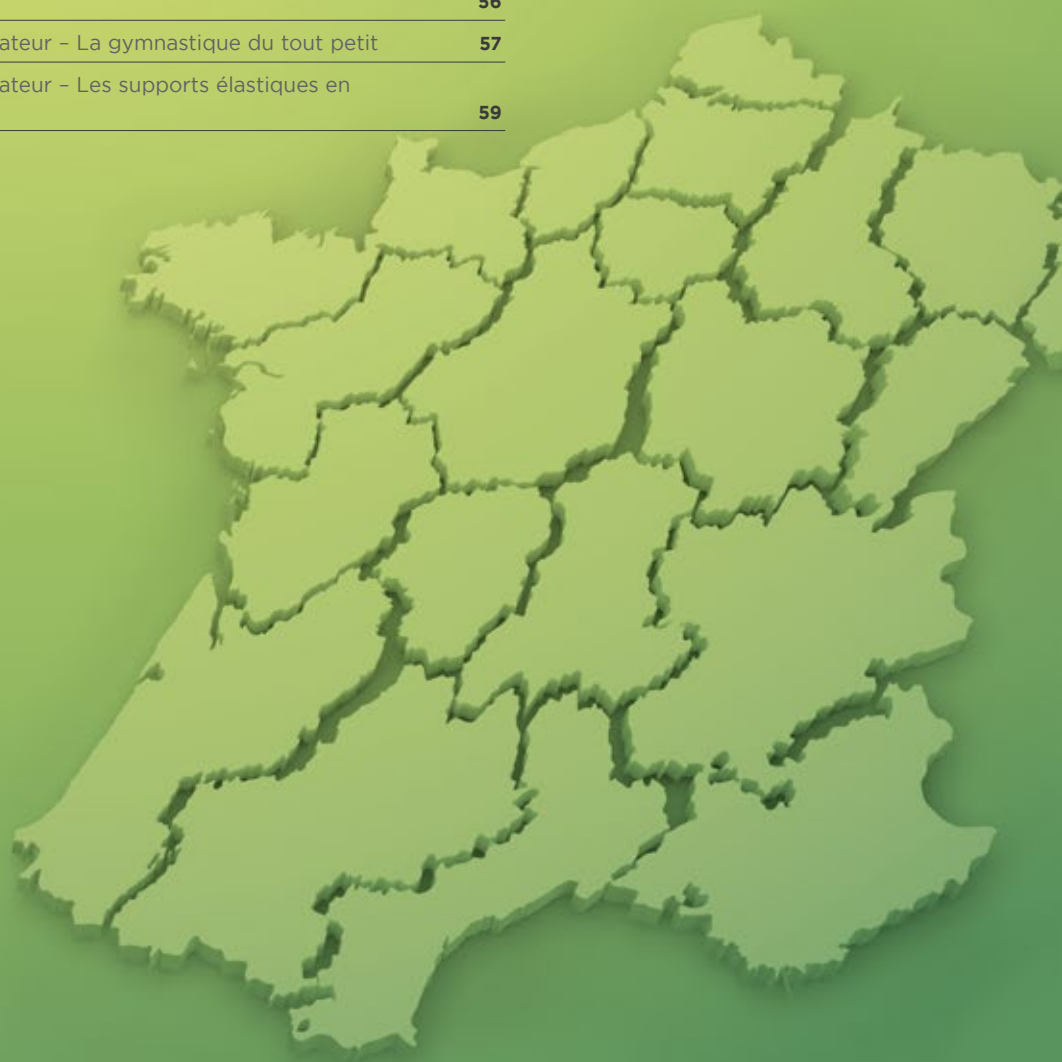 56
ateur – La gymnastique du tout petit 57
ateur – Les supports élastiques en
59